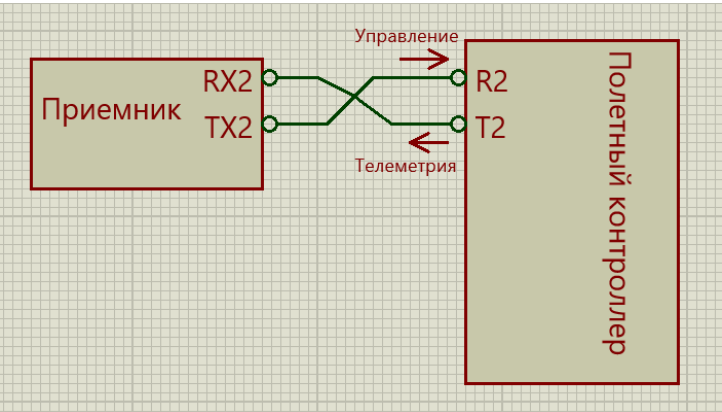 Управление
RX2
R2
Приемник
TX2
T2
Телеметрия
Полетный контроллер